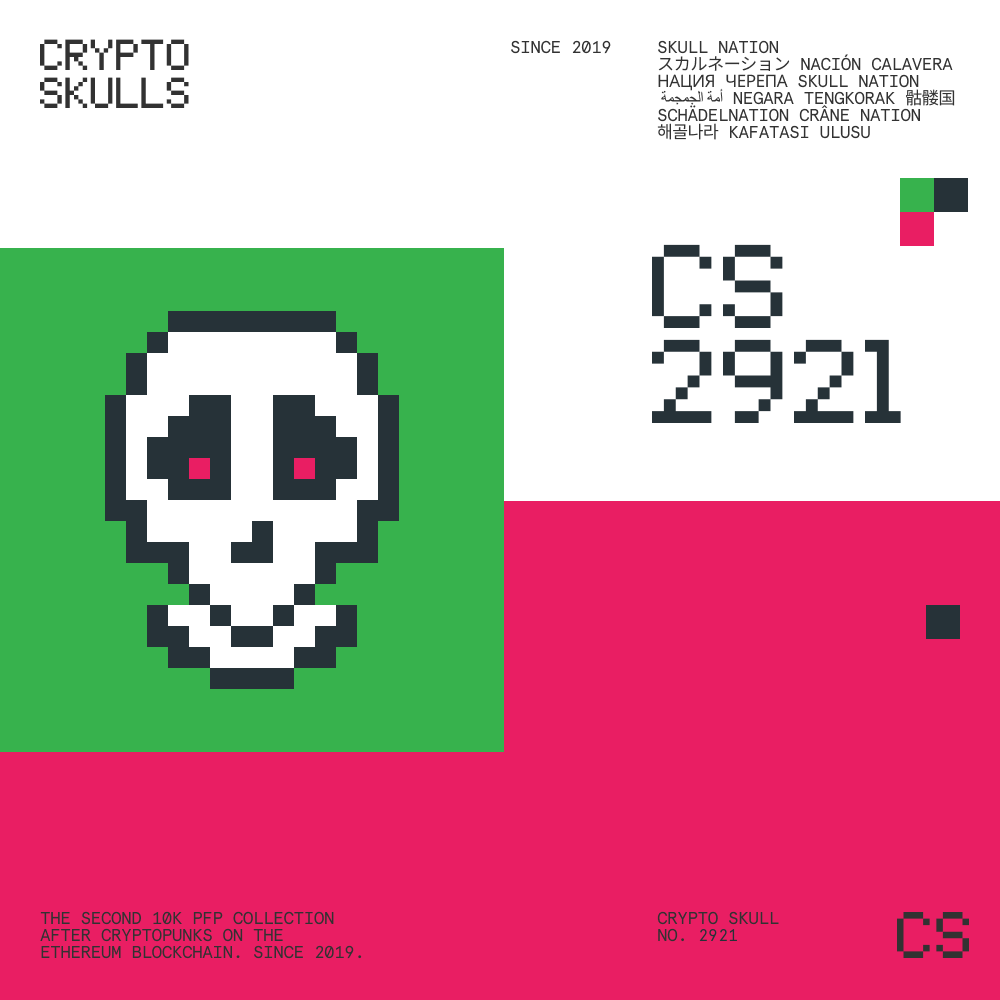 CRYPTO
SKULLS
SINCE 2019
SKULL NATION
スカルネーション NACIÓN CALAVERA
НАЦИЯ ЧЕРЕПА SKULL NATION
أمة الجمجمة NEGARA TENGKORAK 骷髅国
SCHÄDELNATION CRÂNE NATION
해골나라 KAFATASI ULUSU
CS
2921
THE SECOND 10K PFP COLLECTION
AFTER CRYPTOPUNKS ON THE
ETHEREUM BLOCKCHAIN. SINCE 2019.
CRYPTO SKULL
NO. 2921
CS